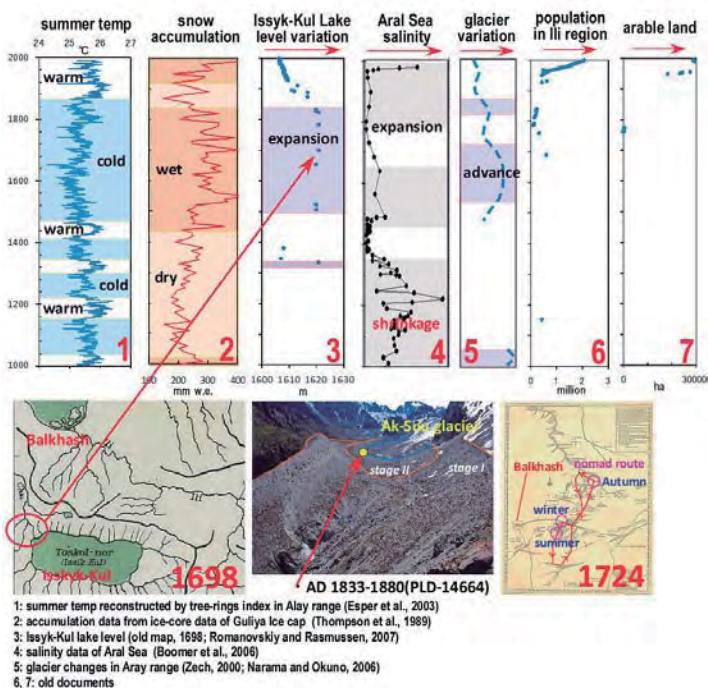 summer temp
24 25 26 27
°C
snow
accumulation
Issyk-Kul Lake
level variation
Aral Sea
salinity
glacier
variation
population
in Ili region
arable land
2000
1800
1600
1400
1200
1000
warm
cold
warm
cold
warm
1
wet
dry
2
100 200 300 400
mm w.e.
expansion
3
1600 1610 1620 1630
m
expansion
shrinkage
4
advance
5
6
0 1 2 3
million
7
0 300000
ha
Balkhash
Ili
Tonkul-nor
(Issik Kul)
Isskyk-Kul
1698
Ak-Siiu glacier
stage II
stage I
AD 1833-1880(PLD-14664)
Balkhash
nomad route
Autumn
winter
summer
1724
1: summer temp reconstructed by tree-rings index in Alay range (Esper et al., 2003)
2: accumulation data from ice-core data of Guliya Ice cap (Thompson et al., 1989)
3: Issyk-Kul lake level (old map, 1698; Romanovskiy and Rasmussen, 2007)
4: salinity data of Aral Sea (Boomer et al., 2006)
5: glacier changes in Aray range (Zech, 2000; Narama and Okuno, 2006)
6, 7: old documents